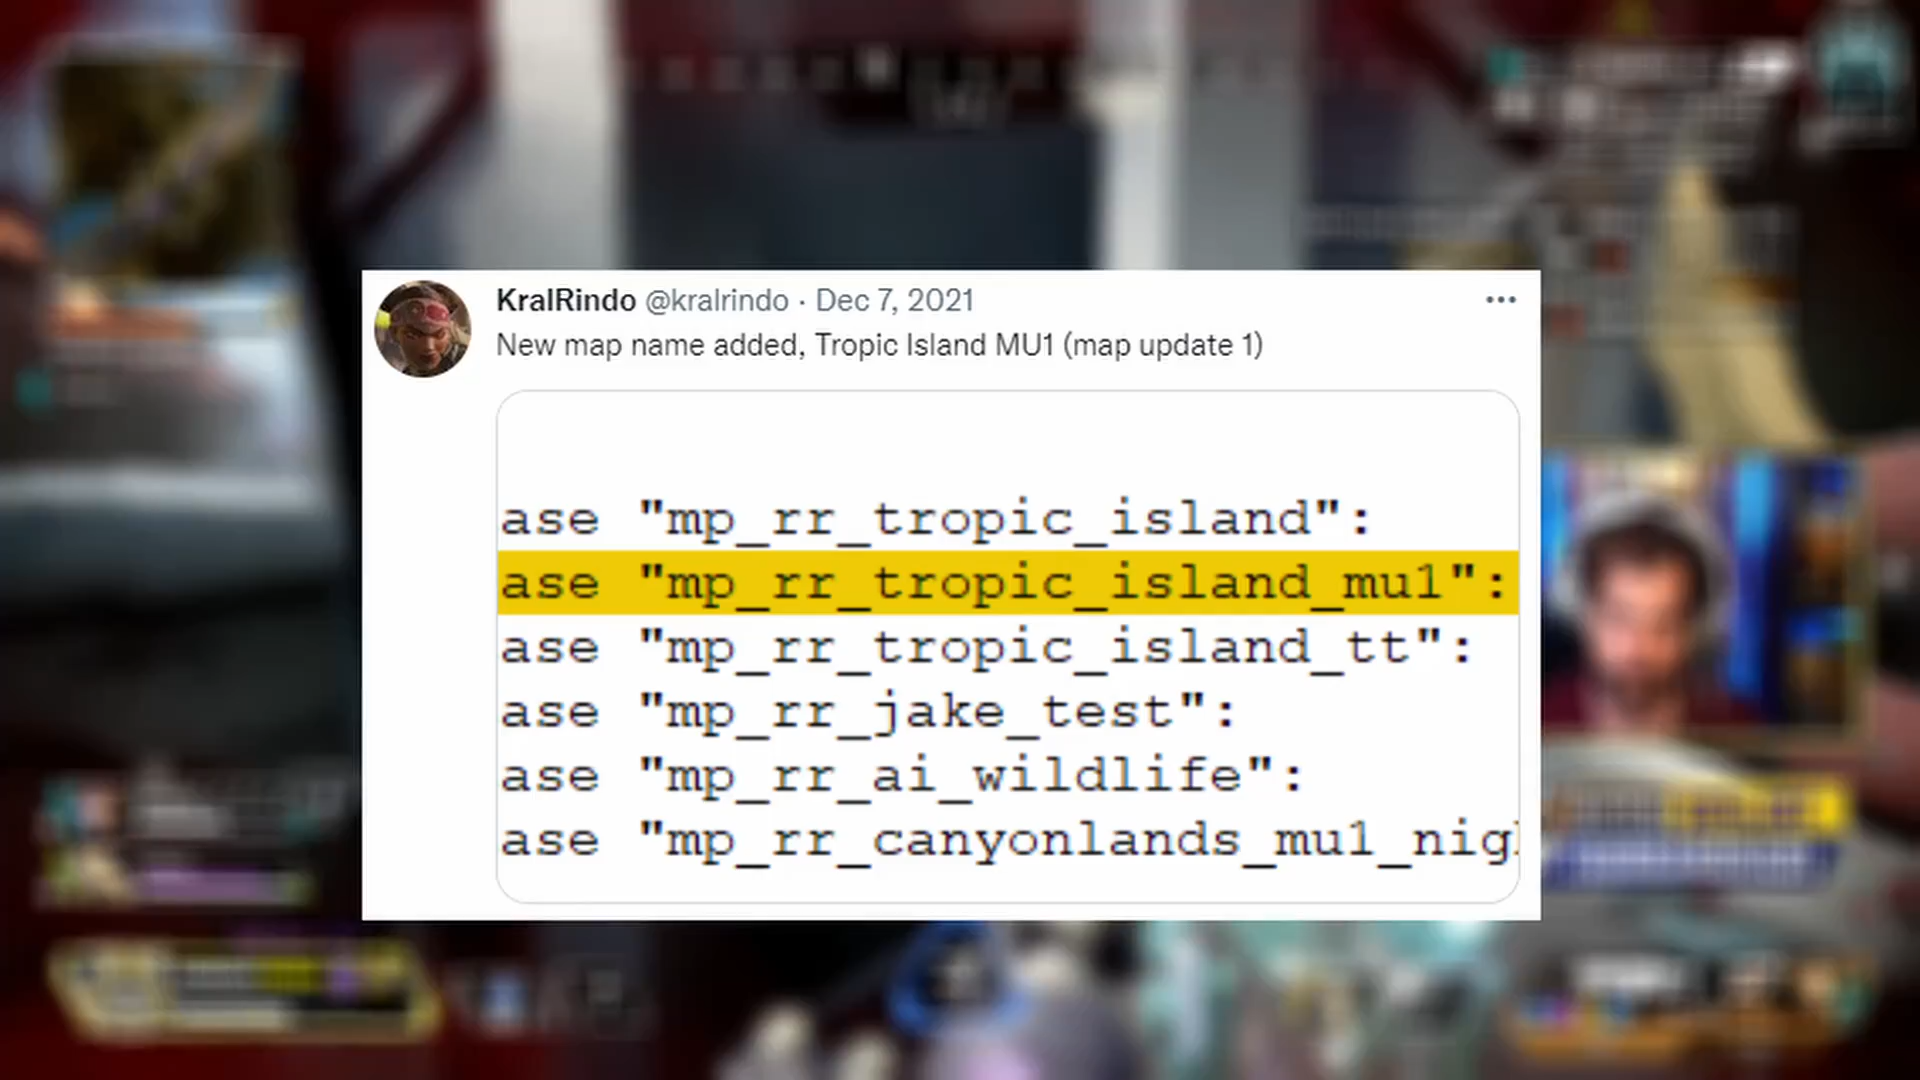 KralRindo @kralrindo · Dec 7, 2021
New map name added, Tropic Island MU1 (map update 1)
ase "mp_rr_tropic_island":
ase "mp_rr_tropic_island_mu1":
ase "mp_rr_tropic_island_tt":
ase "mp_rr_jake_test":
ase "mp_rr_ai_wildlife":
ase "mp_rr_canyonlands_mu1_nig